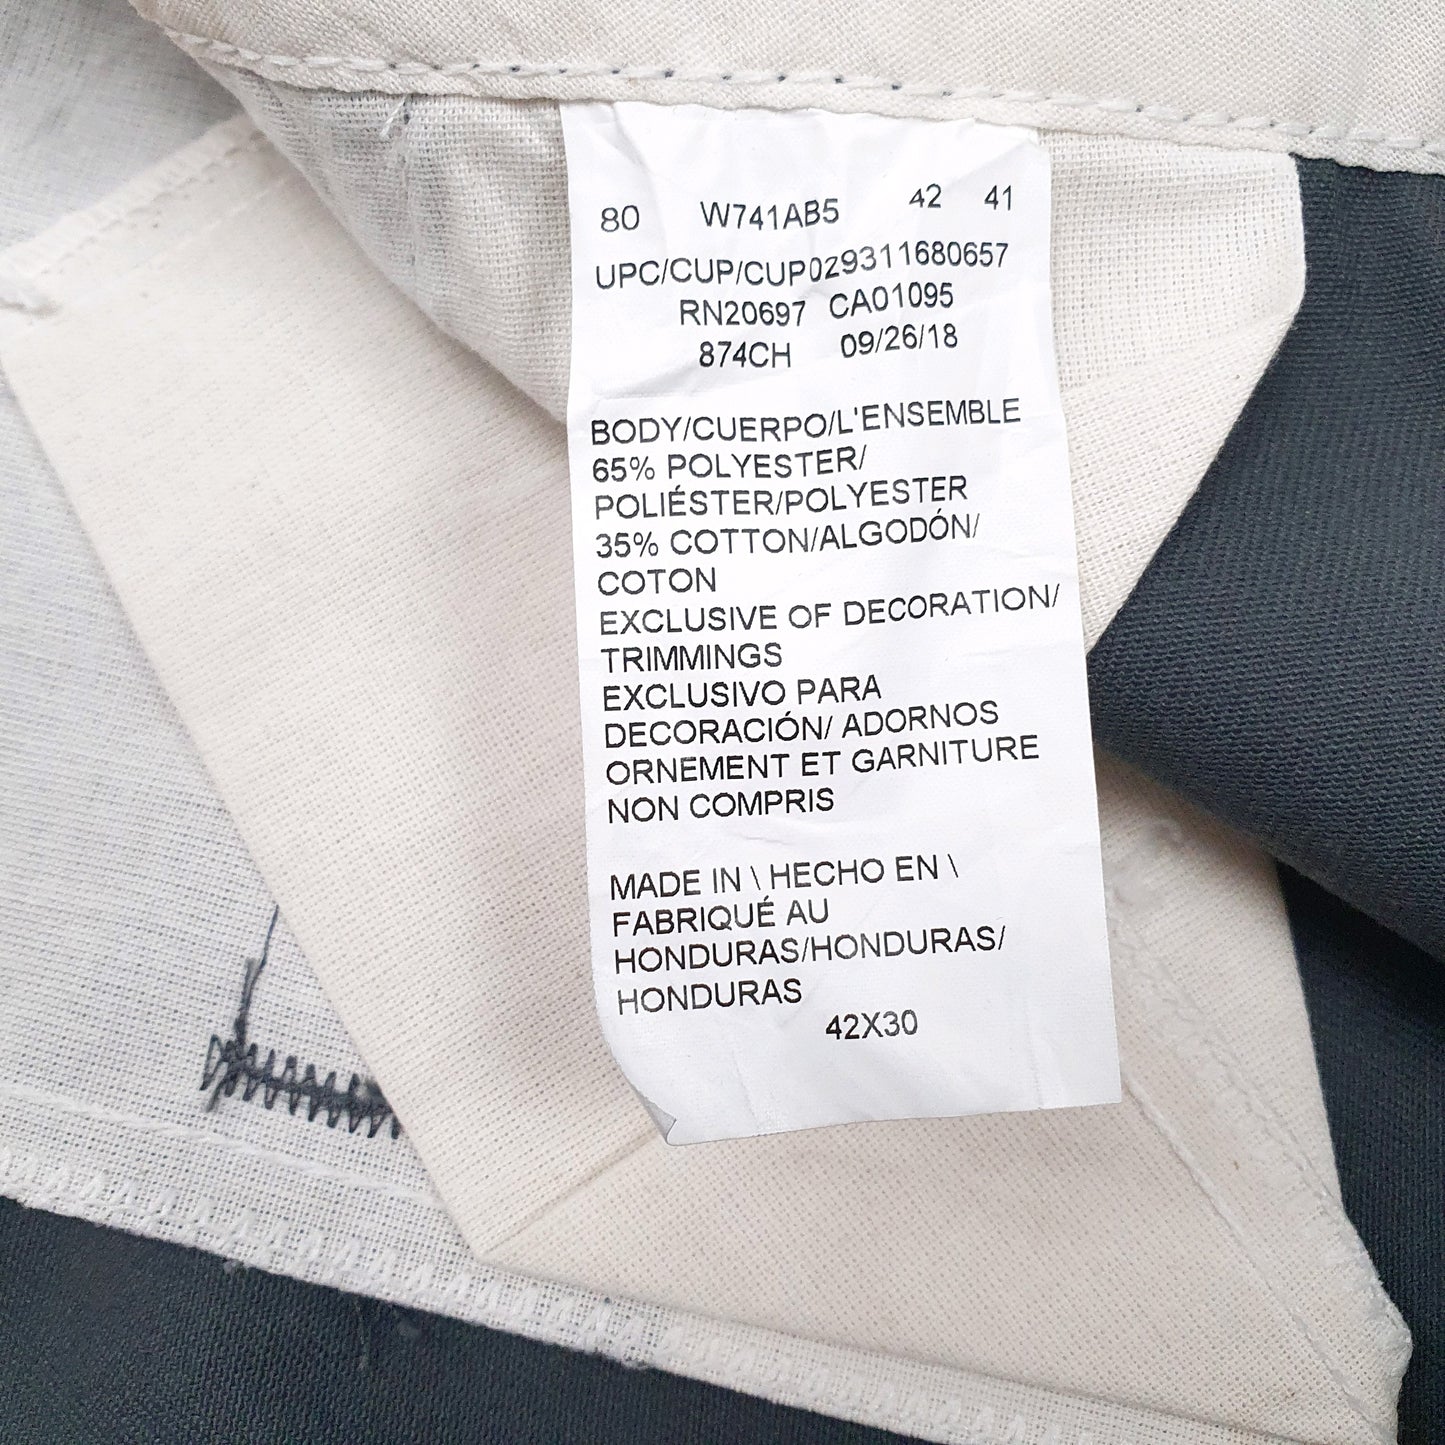 80 W741AB5 42 41
UPC/CUP/CUP029311680657
RN20697 CA01095
874CH 09/26/18
BODY/CUERPO/L'ENSEMBLE
65% POLYESTER/
POLIÉSTER/POLYESTER
35% COTTON/ALGODÓN/
COTON
EXCLUSIVE OF DECORATION/
TRIMMINGS
EXCLUSIVO PARA
DECORACIÓN/ ADORNOS
ORNEMENT ET GARNITURE
NON COMPRIS
MADE IN \ HECHO EN \
FABRIQUÉ AU
HONDURAS/HONDURAS/
HONDURAS
42X30